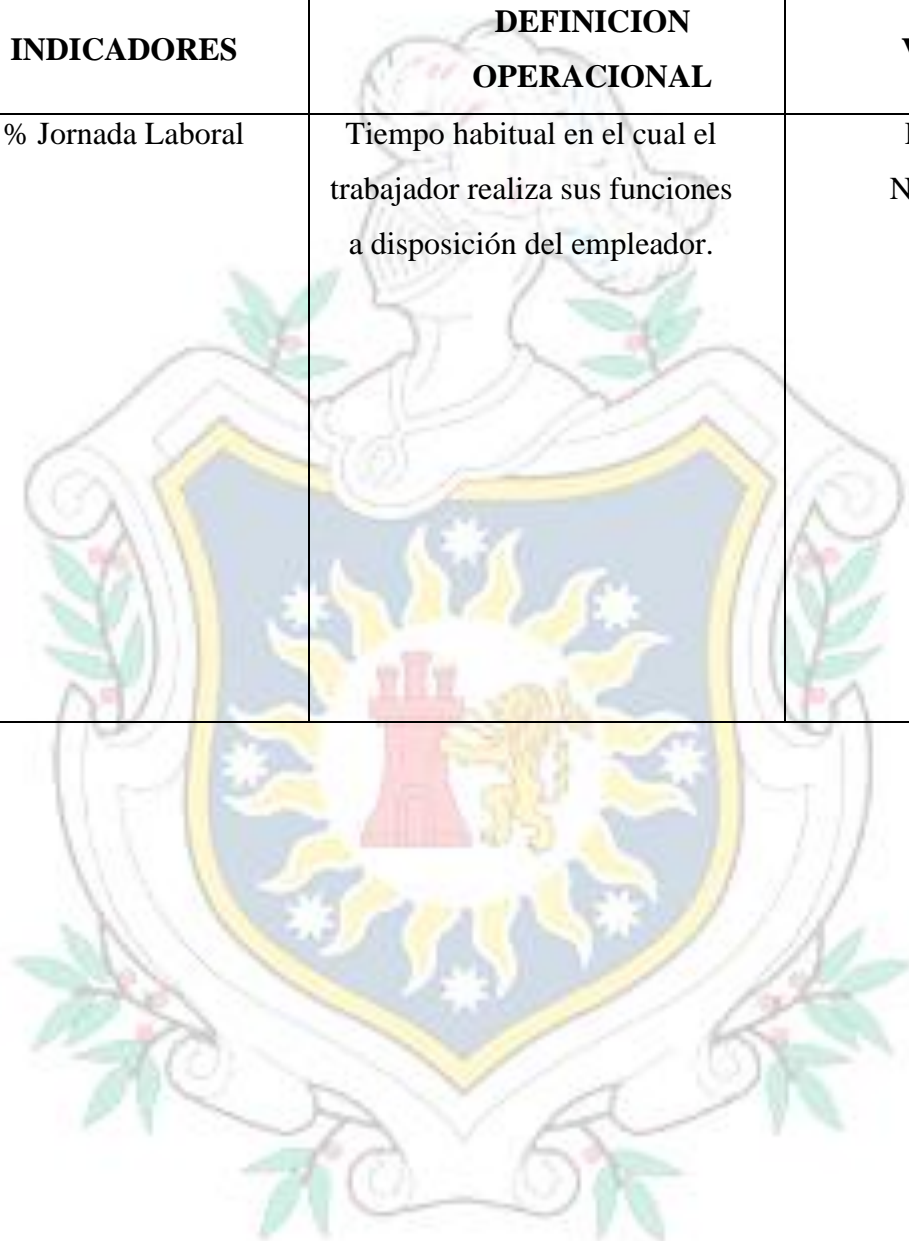 INDICADORES
DEFINICION
OPERACIONAL
% Jornada Laboral
Tiempo habitual en el cual el
trabajador realiza sus funciones
a disposición del empleador.